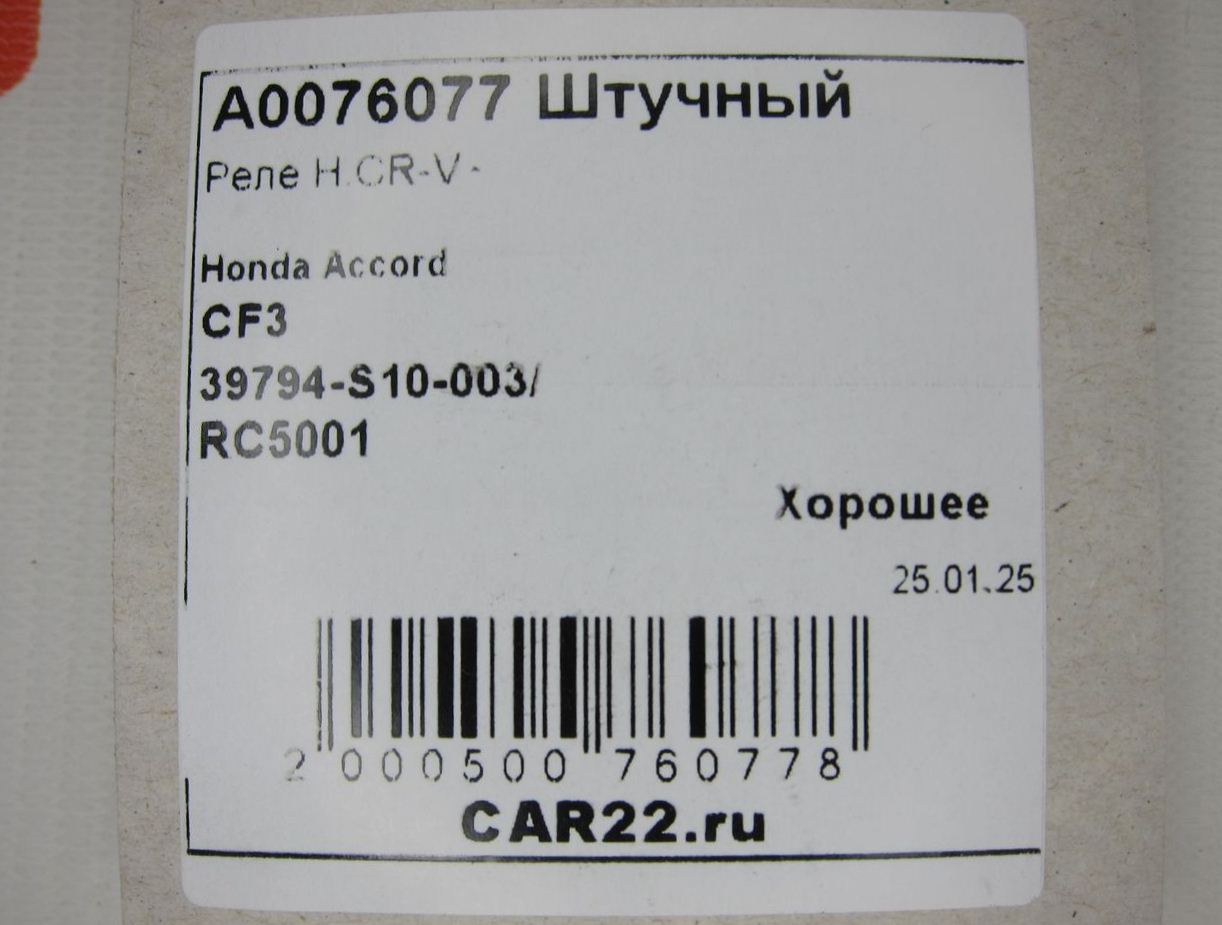 A0076077 Штучный
Реле H.CR-V -
Honda Accord
CF3
39794-S10-003/
RC5001
Хорошее
25.01.25
2 000500 760778
CAR22.ru